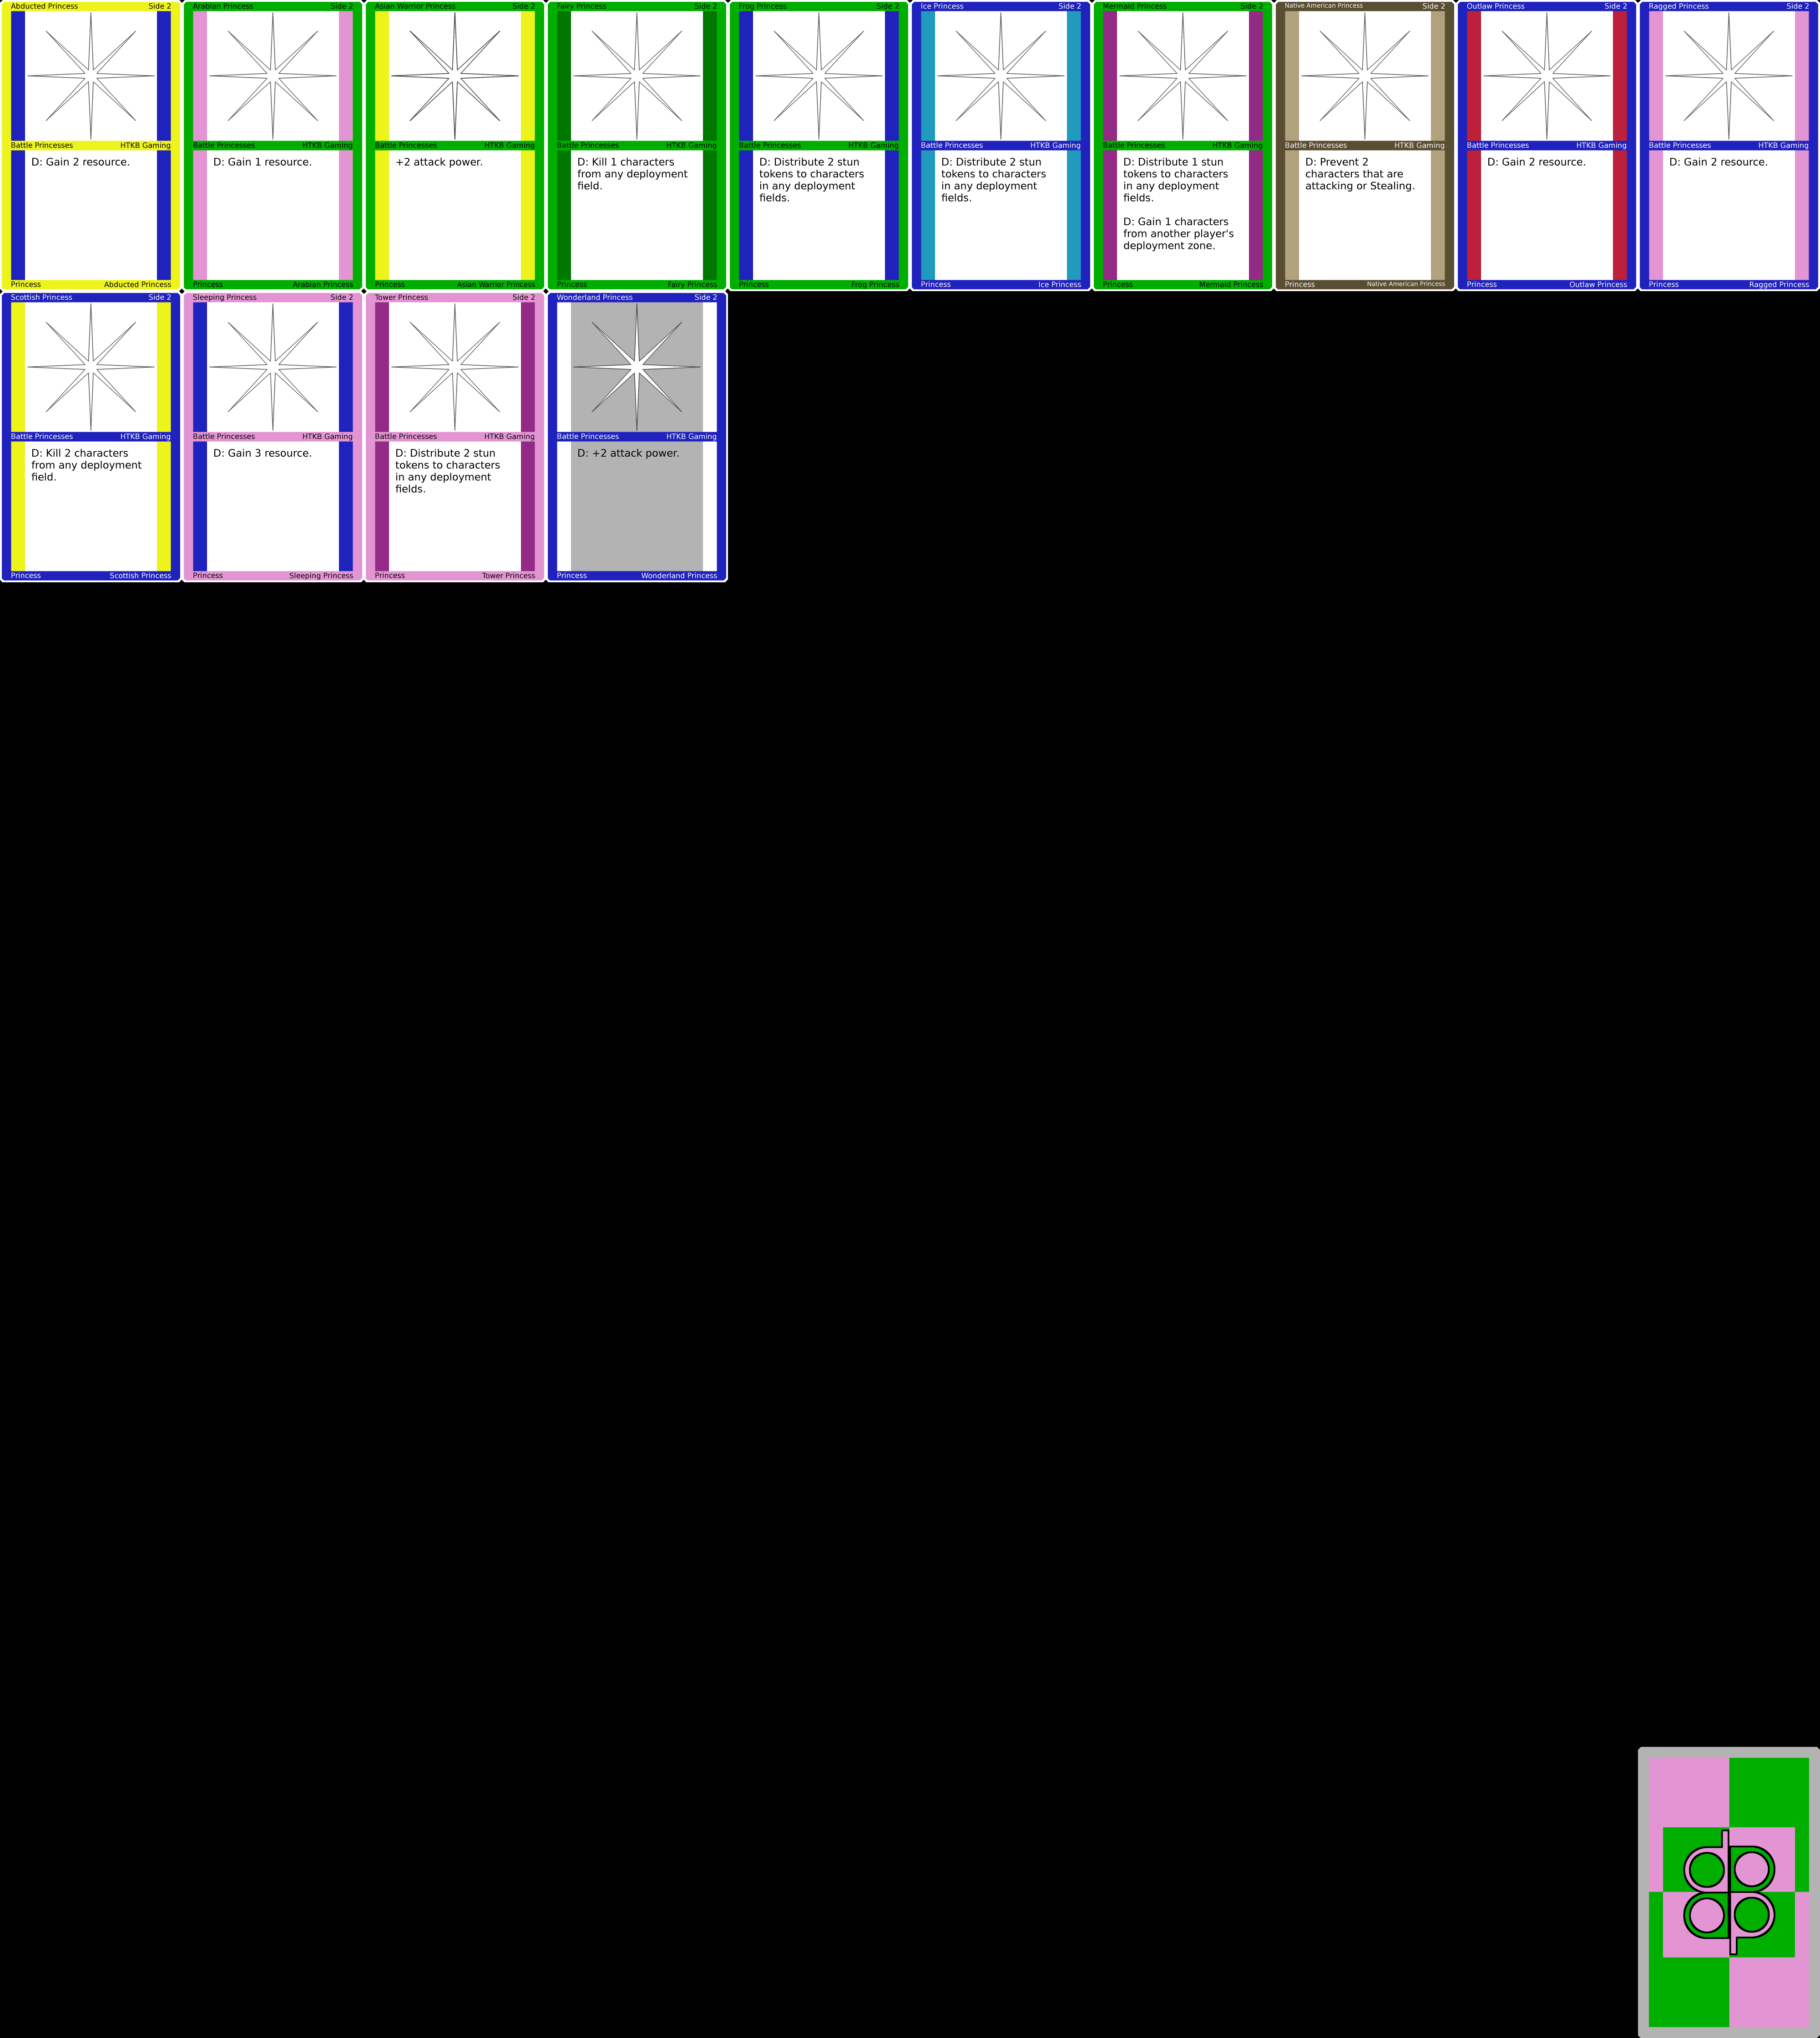 Abducted Princess Side 2
Battle Princesses HTKB Gaming
D: Gain 2 resource.
Princess Abducted Princess
Arabian Princess Side 2
Battle Princesses HTKB Gaming
D: Gain 1 resource.
Princess Arabian Princess
Asian Warrior Princess Side 2
Battle Princesses HTKB Gaming
+2 attack power.
Princess Asian Warrior Princess
Fairy Princess Side 2
Battle Princesses HTKB Gaming
D: Kill 1 characters
from any deployment
field.
Princess Fairy Princess
Frog Princess Side 2
Battle Princesses HTKB Gaming
D: Distribute 2 stun
tokens to characters
in any deployment
fields.
Princess Frog Princess
Ice Princess Side 2
Battle Princesses HTKB Gaming
D: Distribute 2 stun
tokens to characters
in any deployment
fields.
Princess Ice Princess
Mermaid Princess Side 2
Battle Princesses HTKB Gaming
D: Distribute 1 stun
tokens to characters
in any deployment
fields.
D: Gain 1 characters
from another player's
deployment zone.
Princess Mermaid Princess
Native American Princess Side 2
Battle Princesses HTKB Gaming
D: Prevent 2
characters that are
attacking or Stealing.
Princess Native American Princess
Outlaw Princess Side 2
Battle Princesses HTKB Gaming
D: Gain 2 resource.
Princess Outlaw Princess
Ragged Princess Side 2
Battle Princesses HTKB Gaming
D: Gain 2 resource.
Princess Ragged Princess
Scottish Princess Side 2
Battle Princesses HTKB Gaming
D: Kill 2 characters
from any deployment
field.
Princess Scottish Princess
Sleeping Princess Side 2
Battle Princesses HTKB Gaming
D: Gain 3 resource.
Princess Sleeping Princess
Tower Princess Side 2
Battle Princesses HTKB Gaming
D: Distribute 2 stun
tokens to characters
in any deployment
fields.
Princess Tower Princess
Wonderland Princess Side 2
Battle Princesses HTKB Gaming
D: +2 attack power.
Princess Wonderland Princess